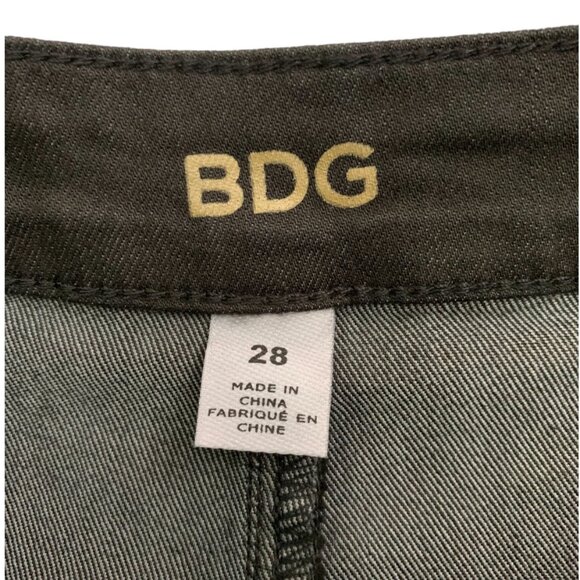 BDG
28
MADE IN
CHINA
FABRIQUÉ EN
CHINE